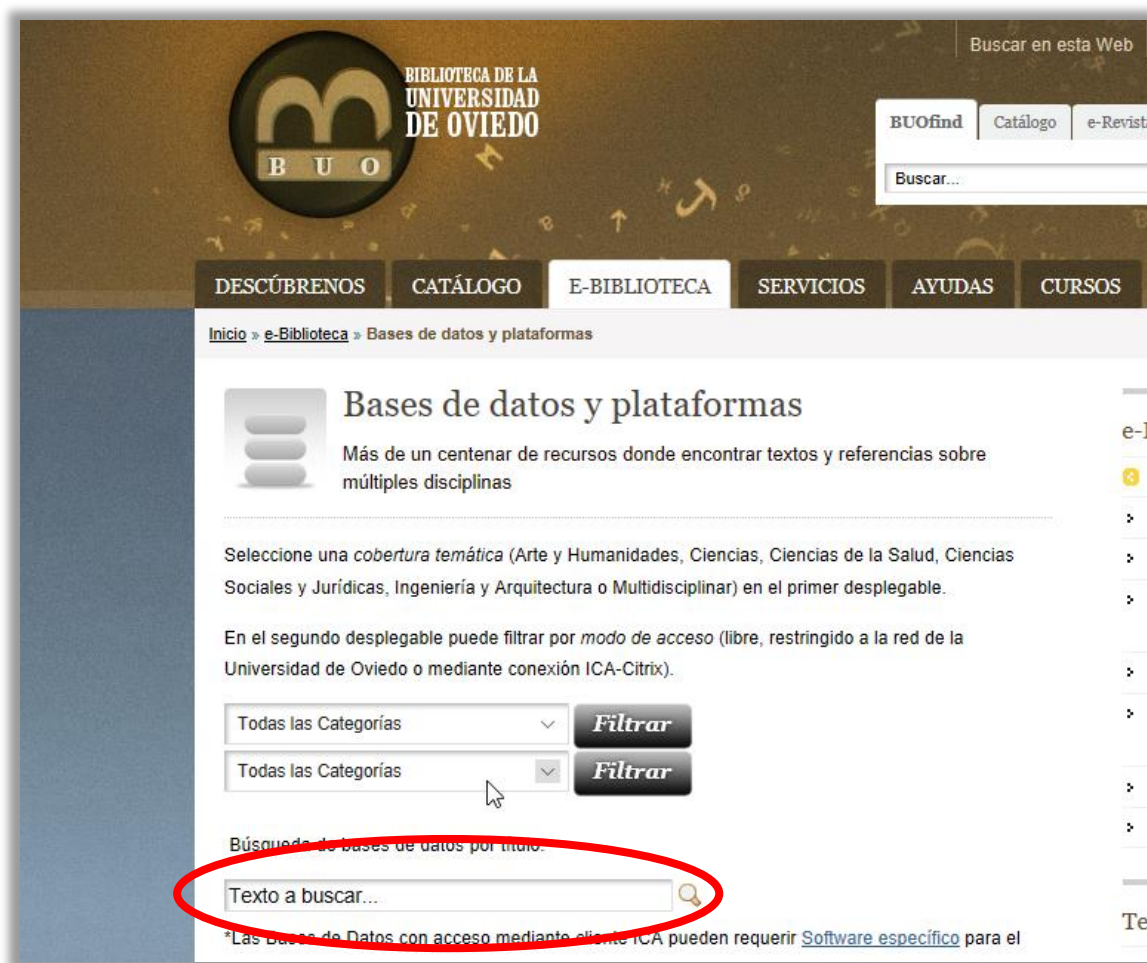 Buscar en esta Web
BIBLIOTECA DE LA
UNIVERSIDAD
DE OVIEDO
B U O
BUOfind Catálogo e-Revist
Buscar...
DESCÚBRENOS CATÁLOGO E-BIBLIOTECA SERVICIOS AYUDAS CURSOS
Inicio » e-Biblioteca » Bases de datos y plataformas
Bases de datos y plataformas
Más de un centenar de recursos donde encontrar textos y referencias sobre
múltiples disciplinas
Seleccione una cobertura temática (Arte y Humanidades, Ciencias, Ciencias de la Salud, Ciencias
Sociales y Jurídicas, Ingeniería y Arquitectura o Multidisciplinar) en el primer desplegable.
En el segundo desplegable puede filtrar por modo de acceso (libre, restringido a la red de la
Universidad de Oviedo o mediante conexión ICA-Citrix).
Todas las Categorías Filtrar
Todas las Categorías Filtrar
Búsqueda de bases de datos por título:
Texto a buscar...
*Las Bases de Datos con acceso mediante cliente ICA pueden requerir Software específico para el
Te